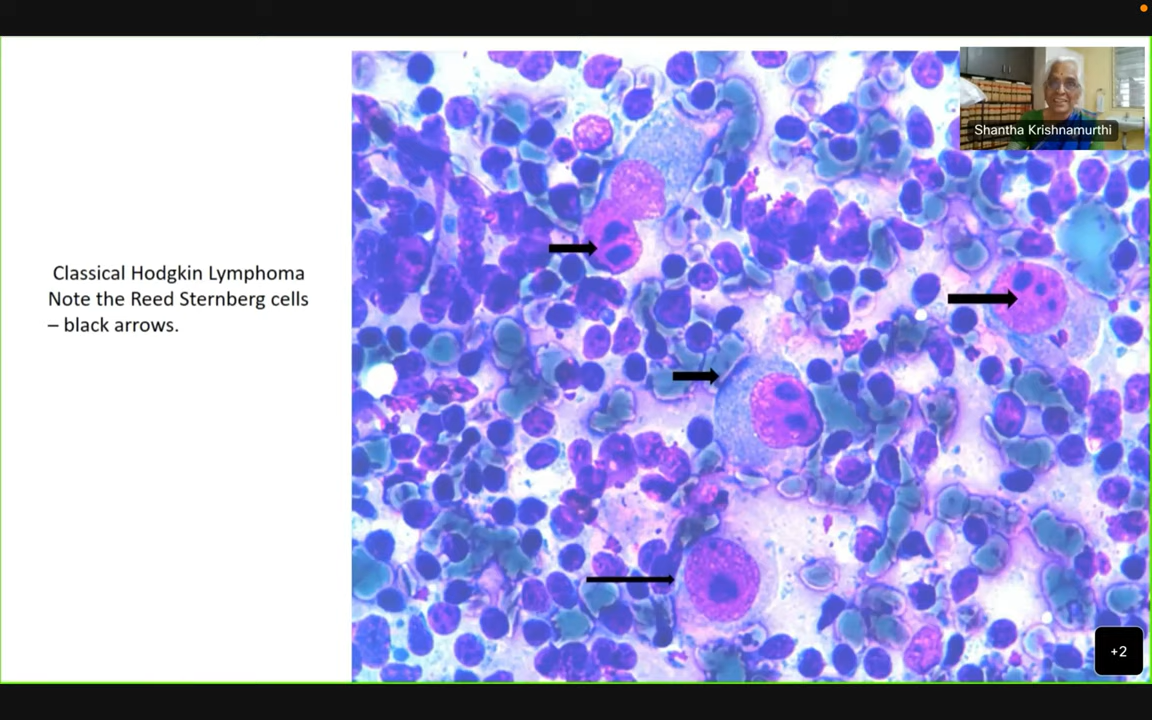 Shantha Krishnamurthi
Classical Hodgkin Lymphoma
Note the Reed Sternberg cells
– black arrows.
+2